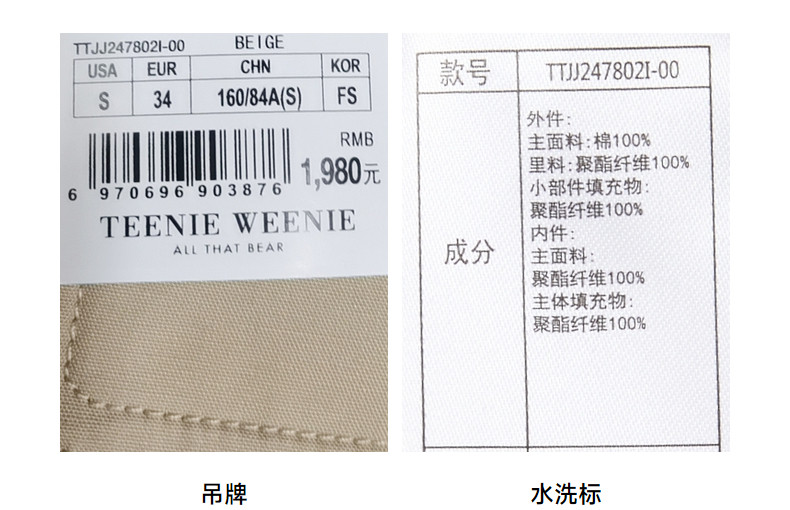 TTJJ247802I-00 BEIGE
USA EUR CHN KOR
S 34 160/84A(S) FS
RMB
1,980元
6 970696 903876
TEENIE WEENIE
ALL THAT BEAR
款号 TTJJ247802I-00
成分
外件:
主面料:棉100%
里料:聚酯纤维100%
小部件填充物:
聚酯纤维100%
内件:
主面料:
聚酯纤维100%
主体填充物:
聚酯纤维100%
吊牌
水洗标